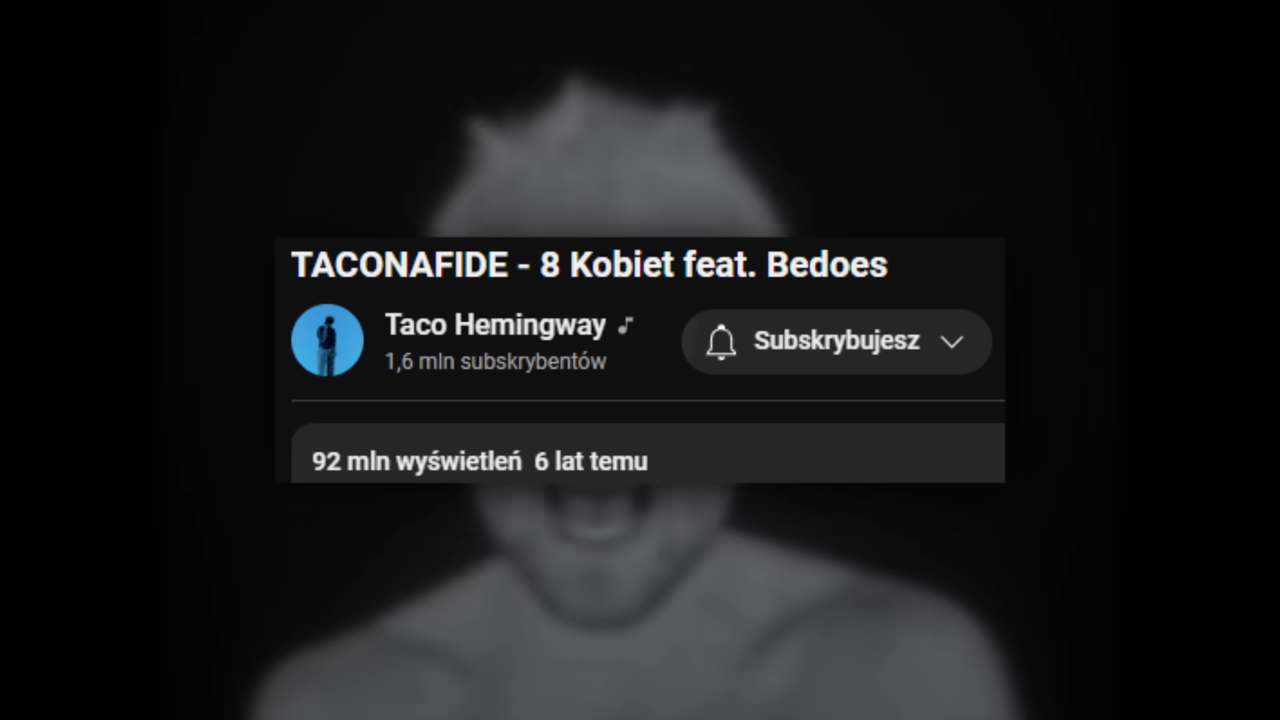 TACONAFIDE - 8 Kobiet feat. Bedoes
Taco Hemingway
1,6 mln subskrybentów
Subskrybujesz
92 mln wyświetleń 6 lat temu